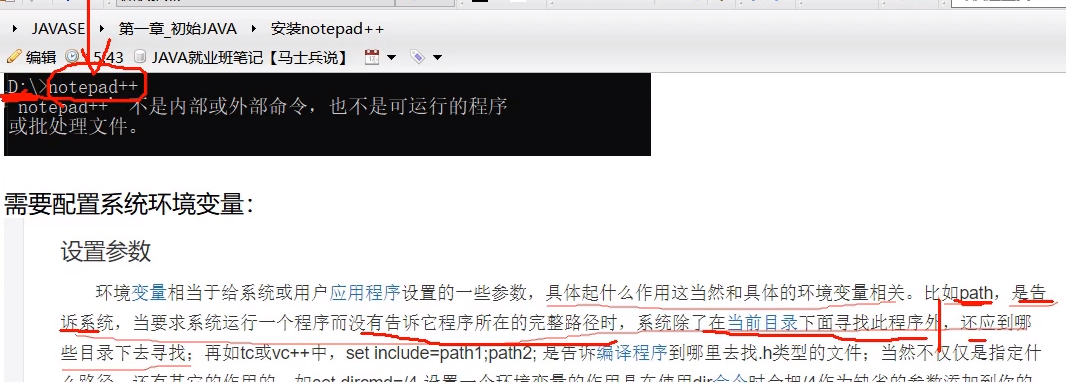 JAVASE 第一章_初始JAVA 安装notepad++
编辑 5:43 JAVA就业班笔记【马士兵说】
D:\>notepad++
'notepad++' 不是内部或外部命令，也不是可运行的程序
或批处理文件。
需要配置系统环境变量：
设置参数
环境变量相当于给系统或用户应用程序设置的一些参数，具体起什么作用这当然和具体的环境变量相关。比如path，是告
诉系统，当要求系统运行一个程序而没有告诉它程序所在的完整路径时，系统除了在当前目录下面寻找此程序外，还应到哪
些目录下去寻找；再如tc或vc++中，set include=path1;path2; 是告诉编译程序到哪里去找.h类型的文件；当然不仅仅是指定什
么路径，还有其它的作用的，如set dircmd=/4 设置一个环境变量的作用是在使用dir命令时会把/4作为缺省的参数添加到你的